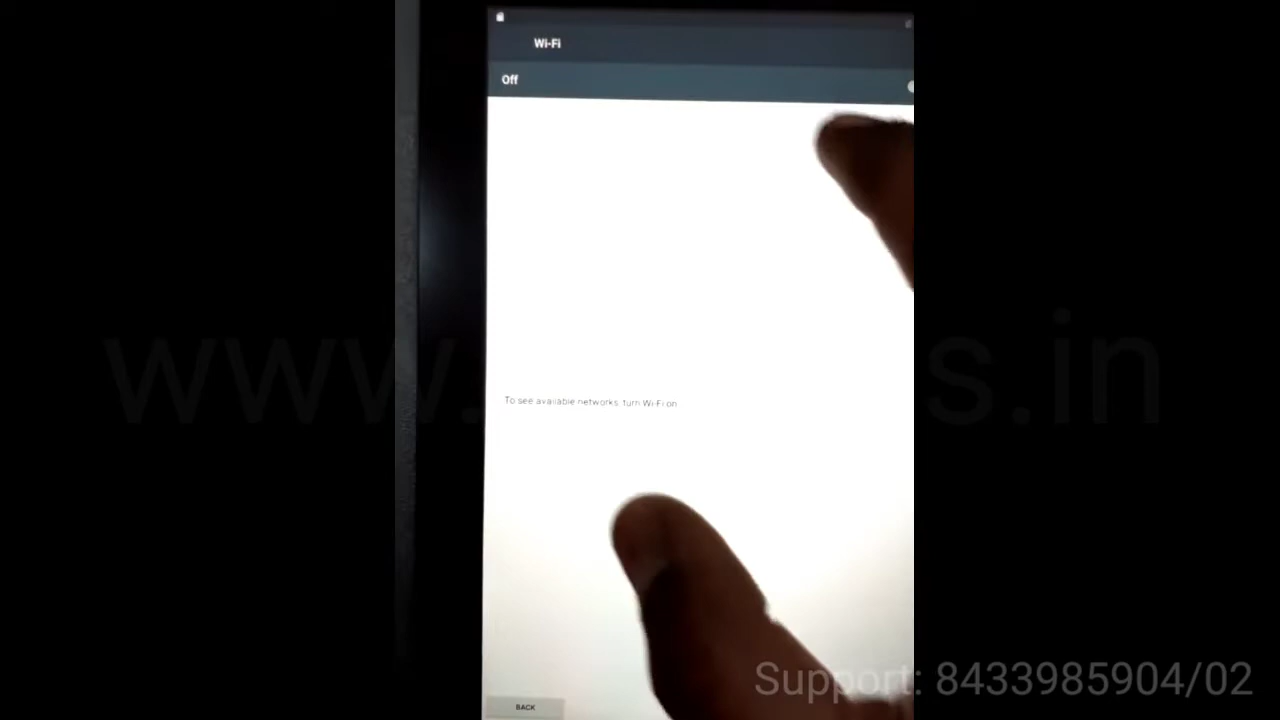 Wi-Fi
Off
To see available networks, turn Wi-Fi on
BACK
Support: 8433985904/02